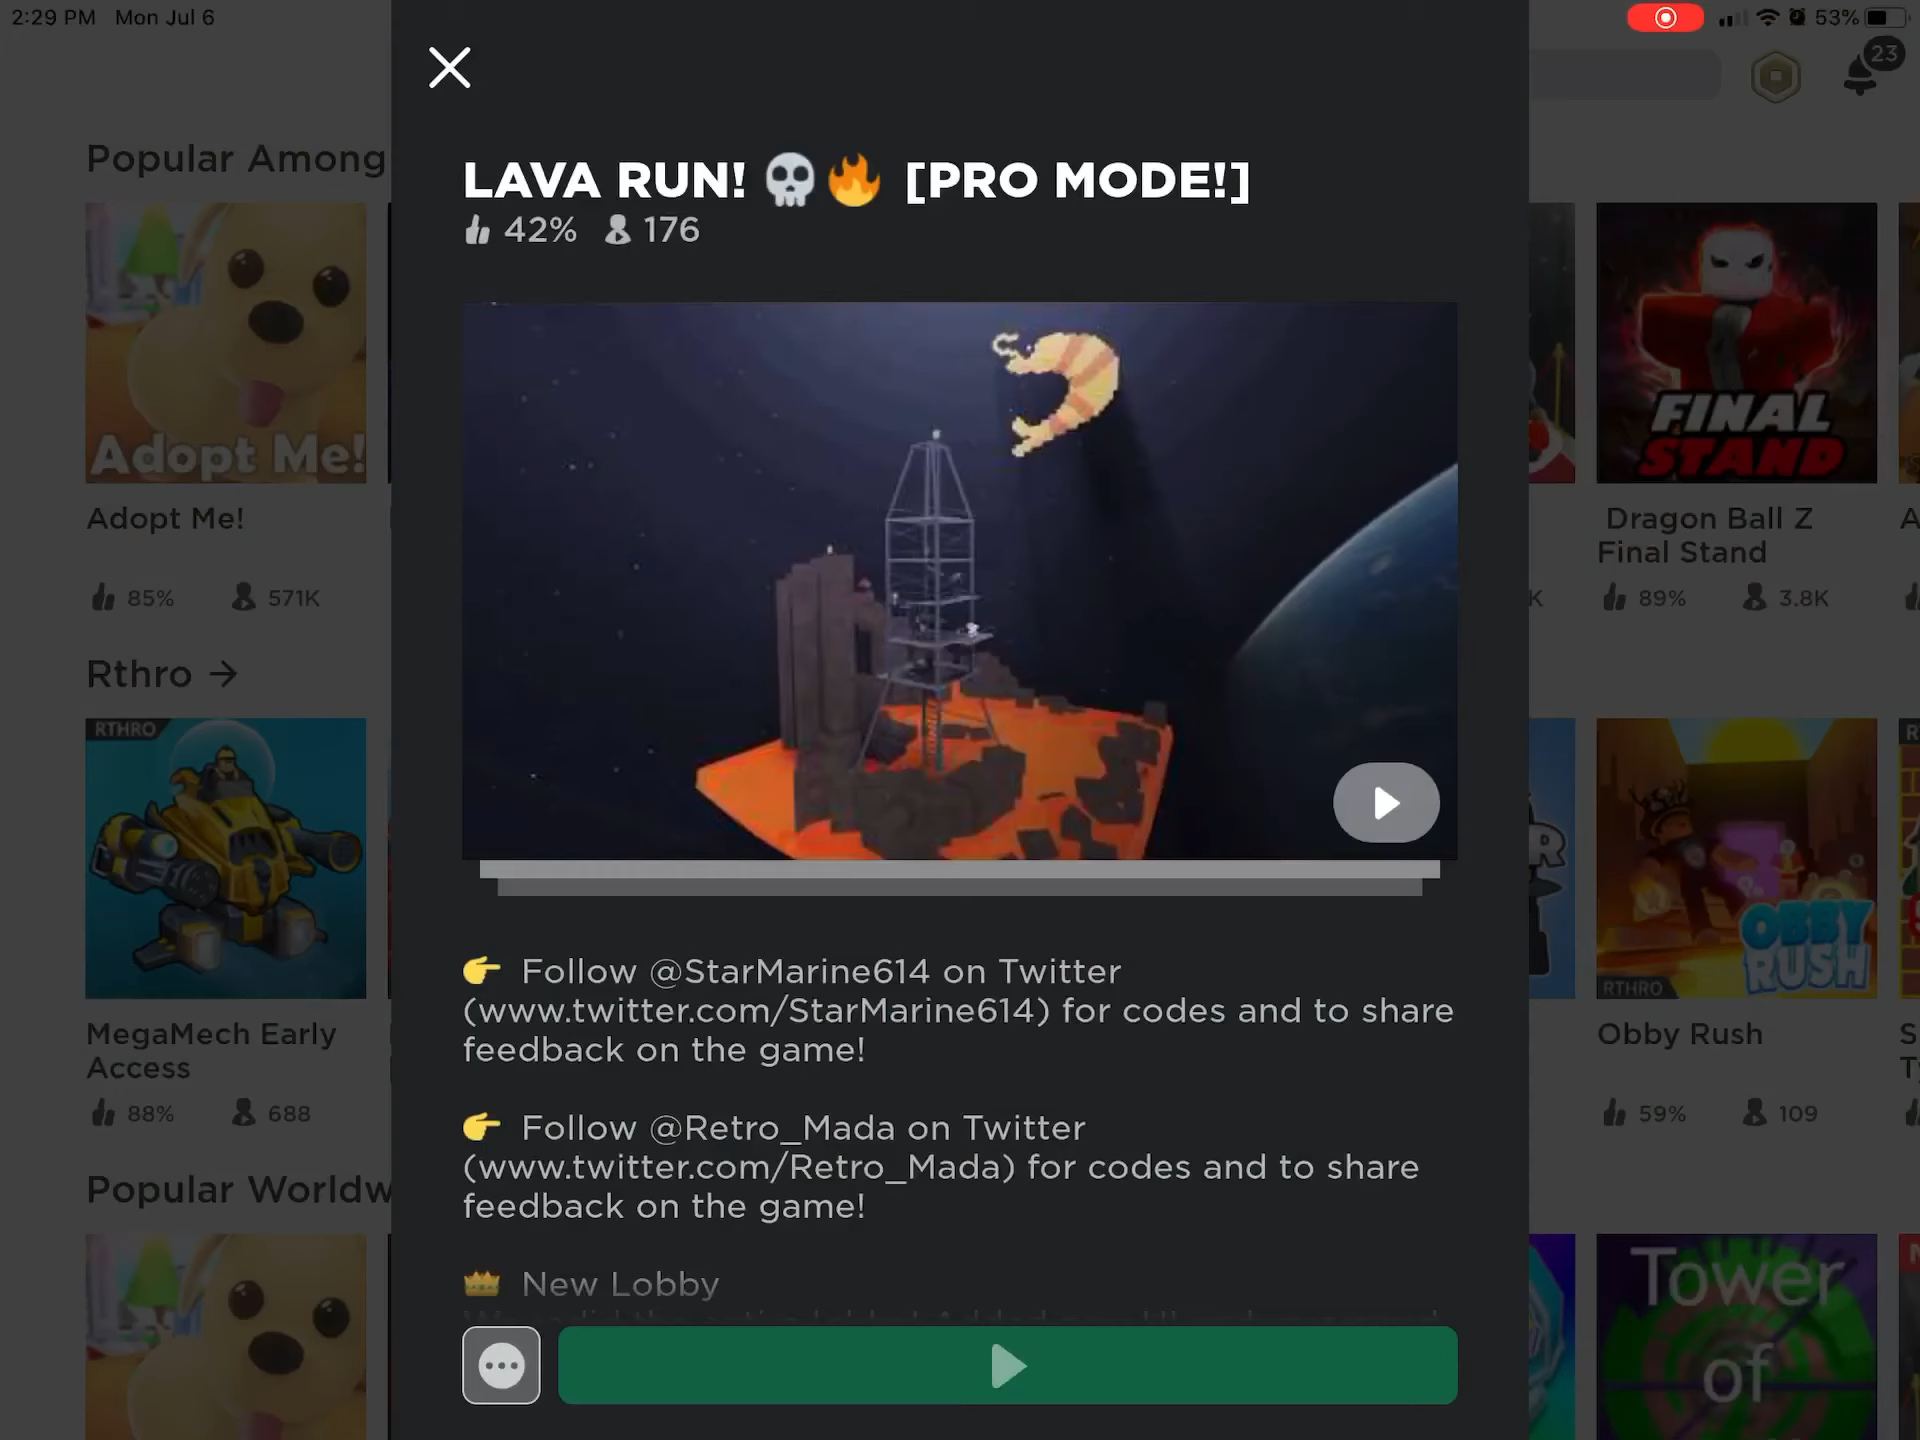 2:29 PM Mon Jul 6
53%
23
LAVA RUN! 💀🔥 [PRO MODE!]
42% 176
Popular Among
Adopt Me!
Adopt Me!
85% 571K
FINAL
STAND
Dragon Ball Z
Final Stand
89% 3.8K
K
A
Rthro →
RTHRO
MegaMech Early
Access
88% 688
OBBY
RUSH
RTHRO
Obby Rush
59% 109
S
👉 Follow @StarMarine614 on Twitter
(www.twitter.com/StarMarine614) for codes and to share
feedback on the game!
👉 Follow @Retro_Mada on Twitter
(www.twitter.com/Retro_Mada) for codes and to share
feedback on the game!
👑 New Lobby
Popular Worldw
Tower
of